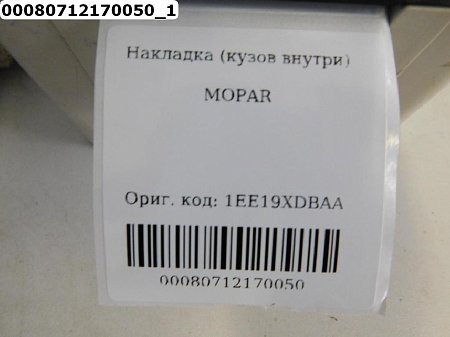 00080712170050_1
Накладка (кузов внутри)
MOPAR
Ориг. код: 1EE19XDBAA
00080712170050